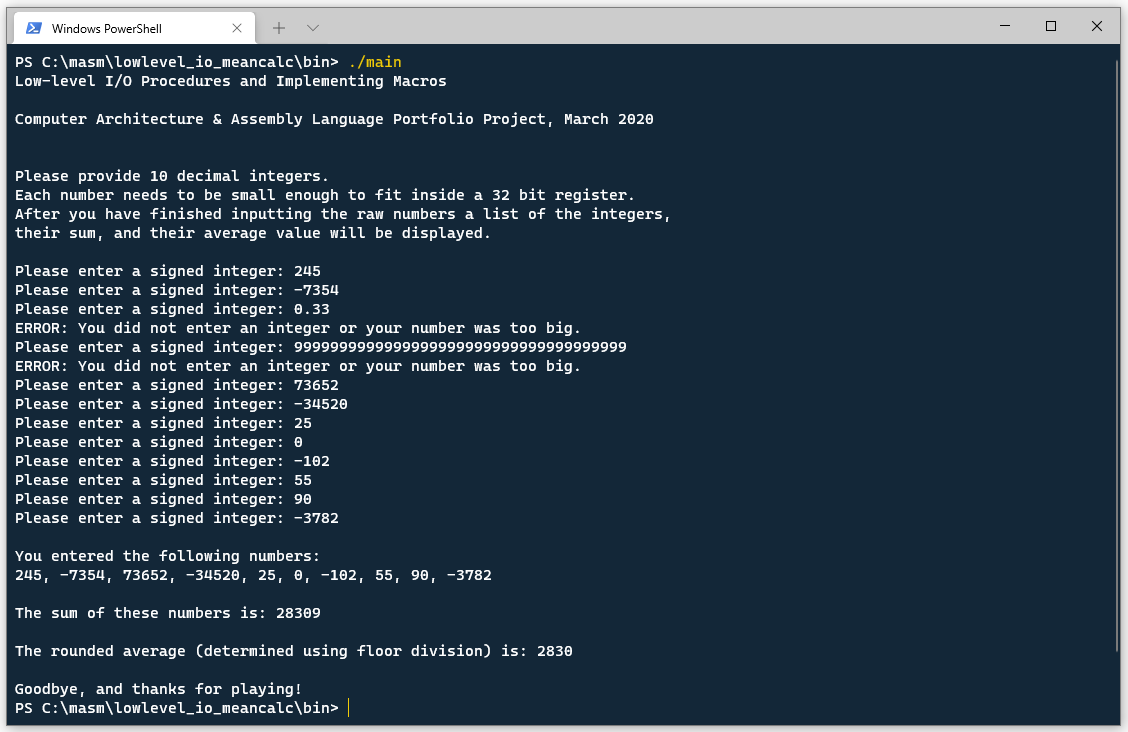 Windows PowerShell
PS C:\masm\lowlevel_io_meancalc\bin> ./main
Low-level I/O Procedures and Implementing Macros
Computer Architecture & Assembly Language Portfolio Project, March 2020
Please provide 10 decimal integers.
Each number needs to be small enough to fit inside a 32 bit register.
After you have finished inputting the raw numbers a list of the integers,
their sum, and their average value will be displayed.
Please enter a signed integer: 245
Please enter a signed integer: -7354
Please enter a signed integer: 0.33
ERROR: You did not enter an integer or your number was too big.
Please enter a signed integer: 9999999999999999999999999999999999999
ERROR: You did not enter an integer or your number was too big.
Please enter a signed integer: 73652
Please enter a signed integer: -34520
Please enter a signed integer: 25
Please enter a signed integer: 0
Please enter a signed integer: -102
Please enter a signed integer: 55
Please enter a signed integer: 90
Please enter a signed integer: -3782
You entered the following numbers:
245, -7354, 73652, -34520, 25, 0, -102, 55, 90, -3782
The sum of these numbers is: 28309
The rounded average (determined using floor division) is: 2830
Goodbye, and thanks for playing!
PS C:\masm\lowlevel_io_meancalc\bin>